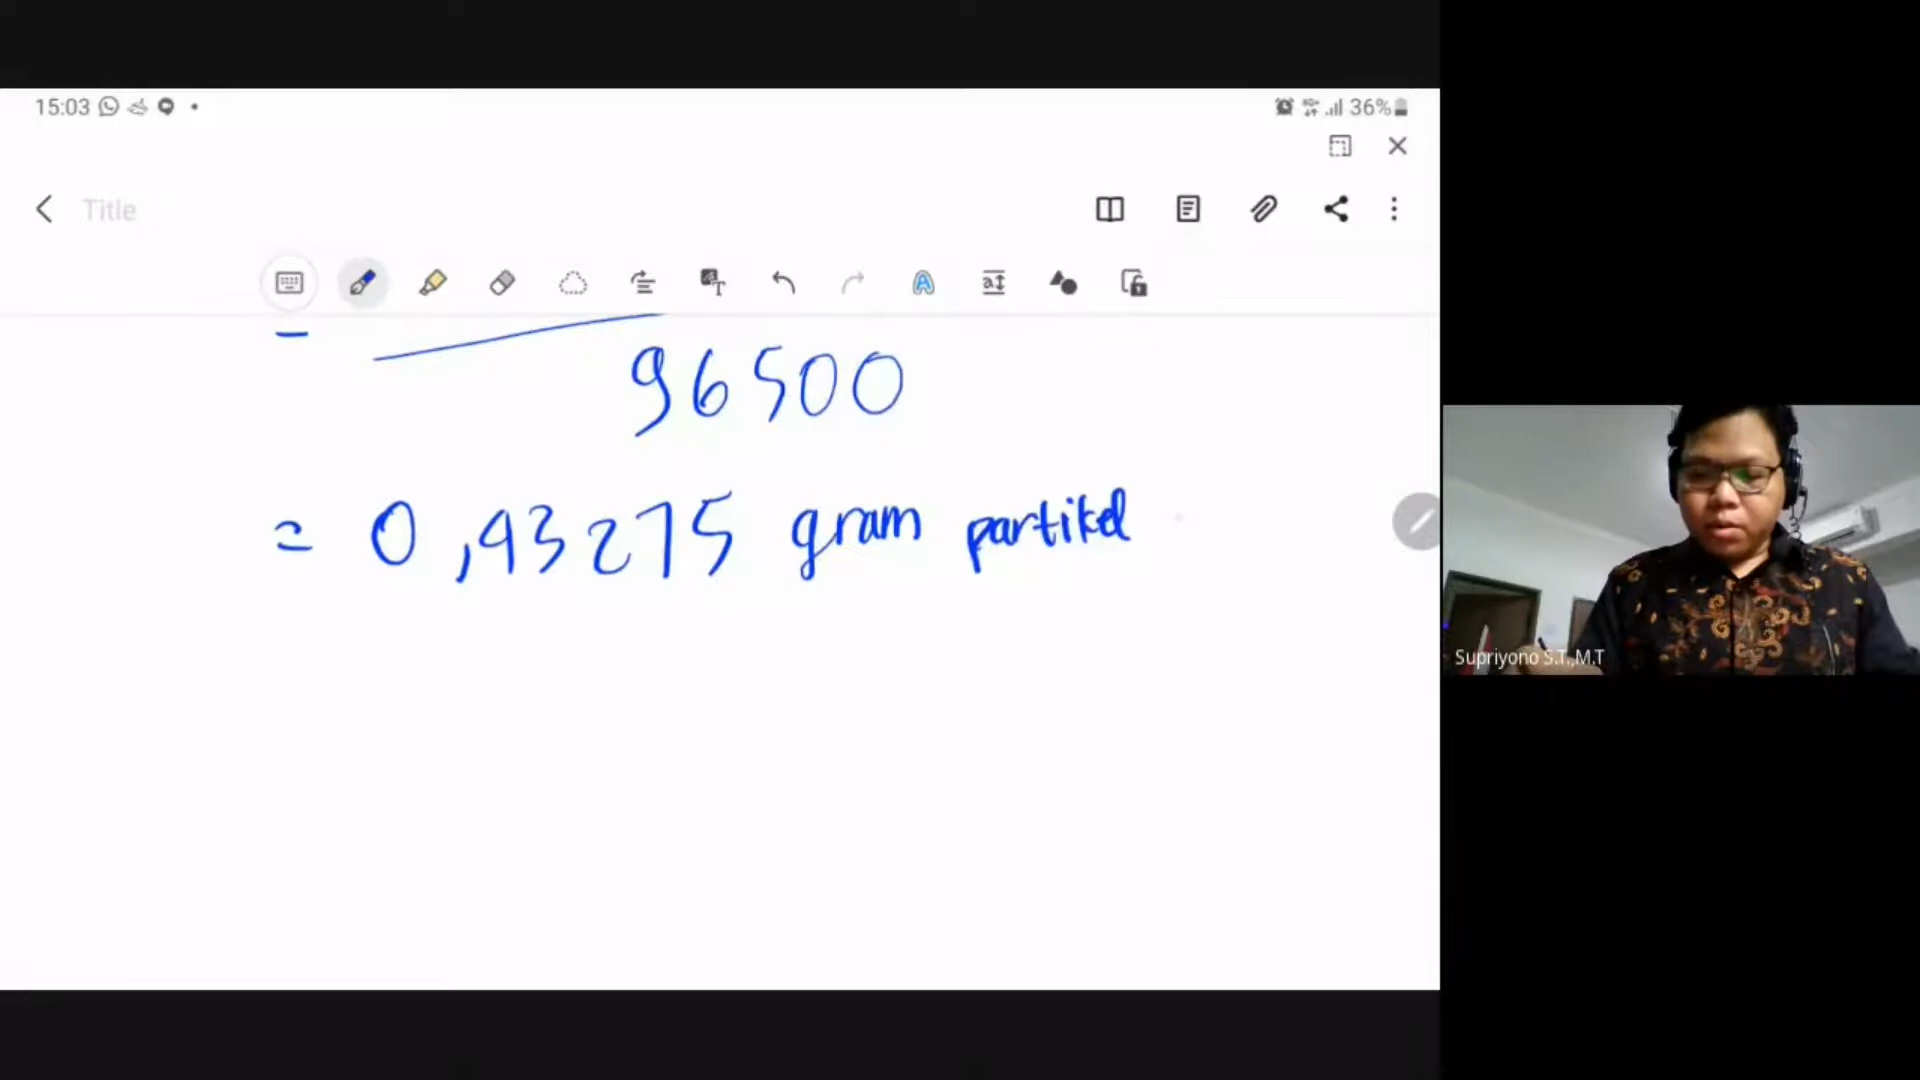 15:03 36%
Title
96500
= 0,43275 gram partikel
Supriyono S.T.,M.T